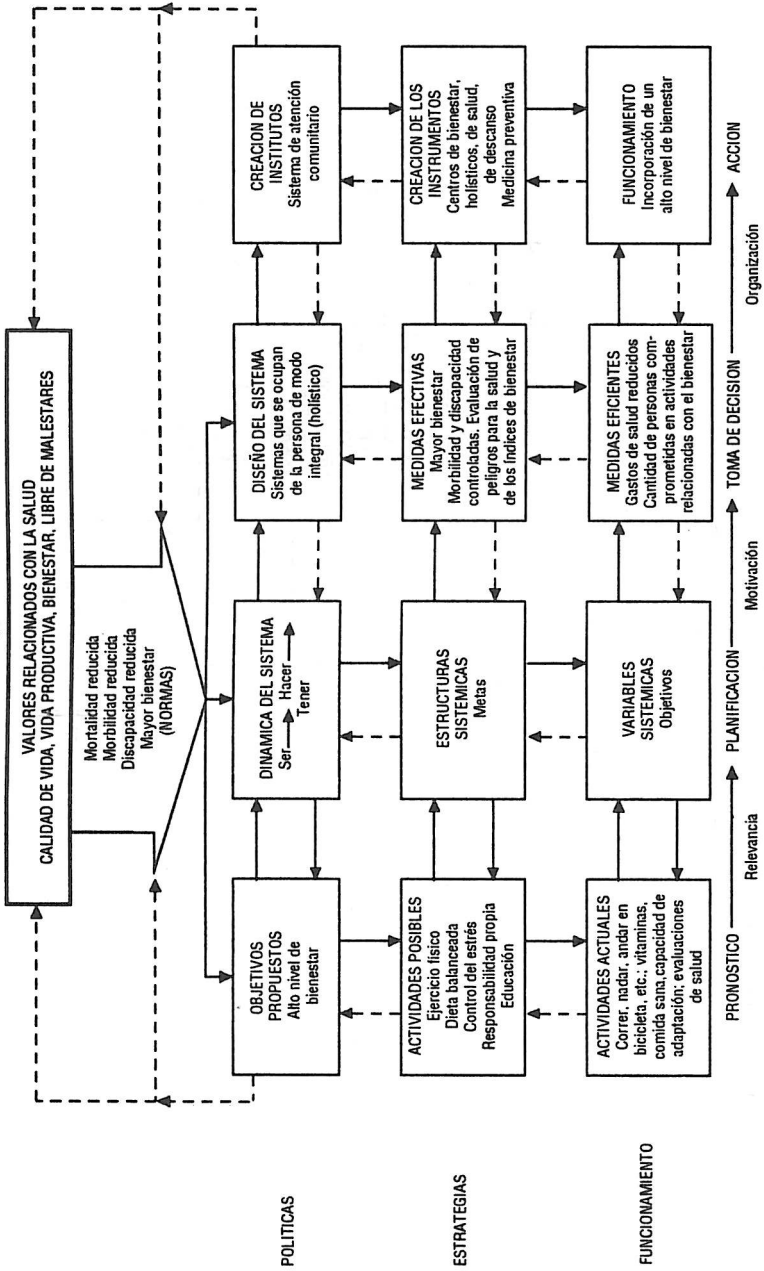 VALORES RELACIONADOS CON LA SALUD
CALIDAD DE VIDA, VIDA PRODUCTIVA, BIENESTAR, LIBRE DE MALESTARES
Mortalidad reducida
Morbilidad reducida
Discapacidad reducida
Mayor bienestar
(NORMAS)
POLITICAS
OBJETIVOS
PROPUESTOS
Alto nivel de
bienestar
DINAMICA DEL SISTEMA
Ser Hacer
Tener
DISEÑO DEL SISTEMA
Sistemas que se ocupan
de la persona de modo
integral (holístico)
CREACION DE
INSTITUTOS
Sistema de atención
comunitario
ESTRATEGIAS
ACTIVIDADES POSIBLES
Ejercicio físico
Dieta balanceada
Control del estrés
Responsabilidad propia
Educación
ESTRUCTURAS
SISTEMICAS
Metas
MEDIDAS EFECTIVAS
Mayor bienestar
Morbilidad y discapacidad
controladas. Evaluación de
peligros para la salud y
de los Índices de bienestar
CREACION DE LOS
INSTRUMENTOS
Centros de bienestar,
holísticos, de salud,
de descanso
Medicina preventiva
FUNCIONAMIENTO
ACTIVIDADES ACTUALES
Correr, nadar, andar en
bicicleta, etc.; vitaminas,
comida sana,capacidad de
adaptación; evaluaciones
de salud
VARIABLES
SISTEMICAS
Objetivos
MEDIDAS EFICIENTES
Gastos de salud reducidos
Cantidad de personas com-
prometidas en actividades
relacionadas con el bienestar
FUNCIONAMIENTO
Incorporación de un
alto nivel de bienestar
PRONOSTICO PLANIFICACION TOMA DE DECISION ACCION
Relevancia Motivación Organización